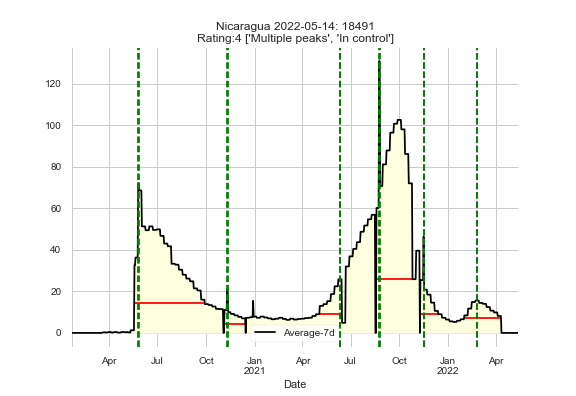 Nicaragua 2022-05-14: 18491
Rating:4 ['Multiple peaks', 'In control']
120
100
80
60
40
20
0
Average-7d
Apr Jul Oct Jan Apr Jul Oct Jan Apr
2021 2022
Date